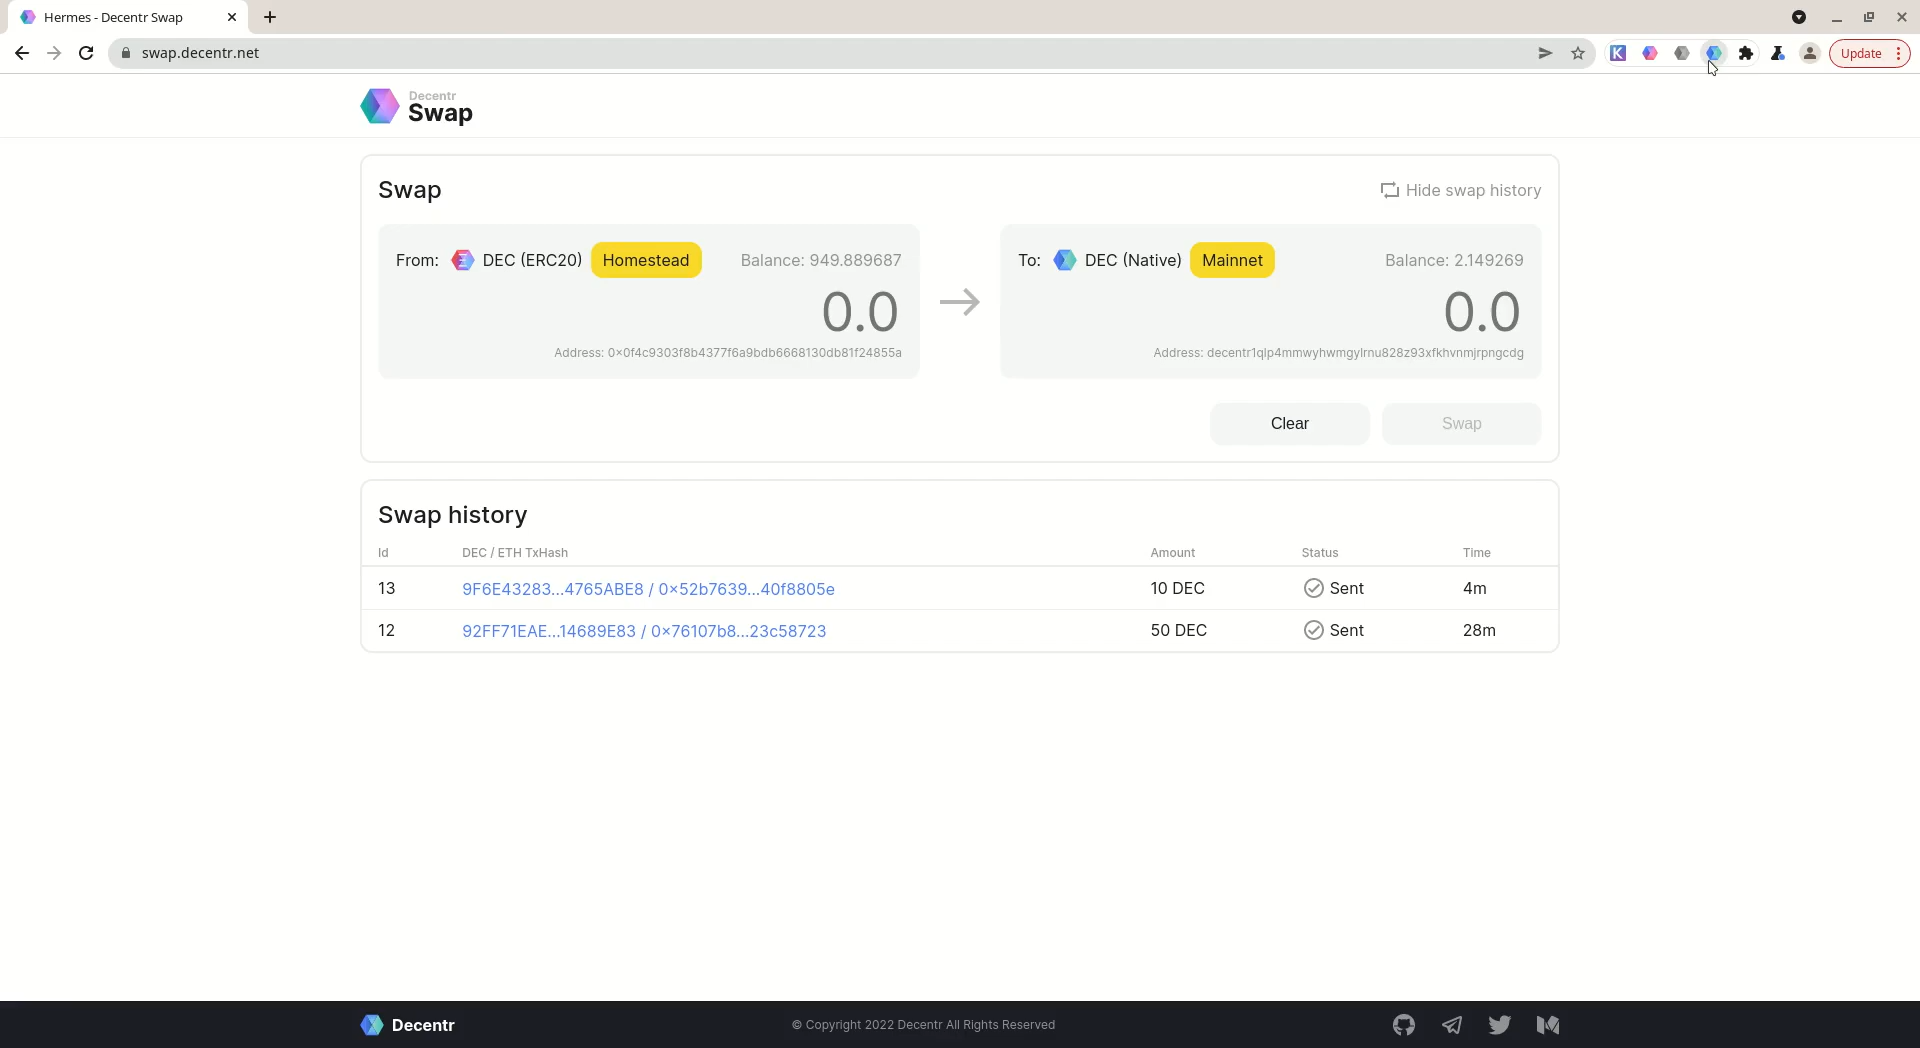 Hermes - Decentr Swap
swap.decentr.net
Update
Decentr
Swap
Swap
Hide swap history
From: DEC (ERC20) Homestead Balance: 949.889687
0.0
Address: 0x0f4c9303f8b4377f6a9bdb6668130db81f24855a
To: DEC (Native) Mainnet Balance: 2.149269
0.0
Address: decentr1qlp4mmwyhwmgylrnu828z93xfkhvnmjrpngcdg
Clear
Swap
Swap history
Id DEC / ETH TxHash Amount Status Time
13 9F6E43283...4765ABE8 / 0x52b7639...40f8805e 10 DEC Sent 4m
12 92FF71EAE...14689E83 / 0x76107b8...23c58723 50 DEC Sent 28m
Decentr
© Copyright 2022 Decentr All Rights Reserved